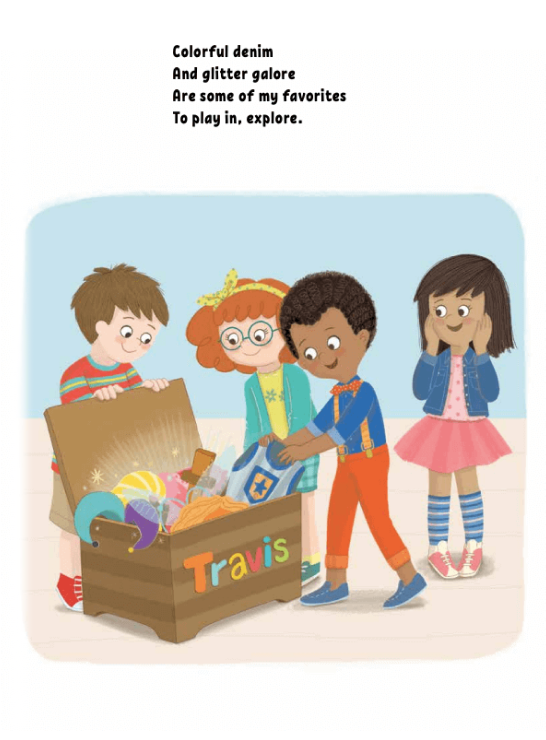 Colorful denim
And glitter galore
Are some of my favorites
To play in, explore.
Travis